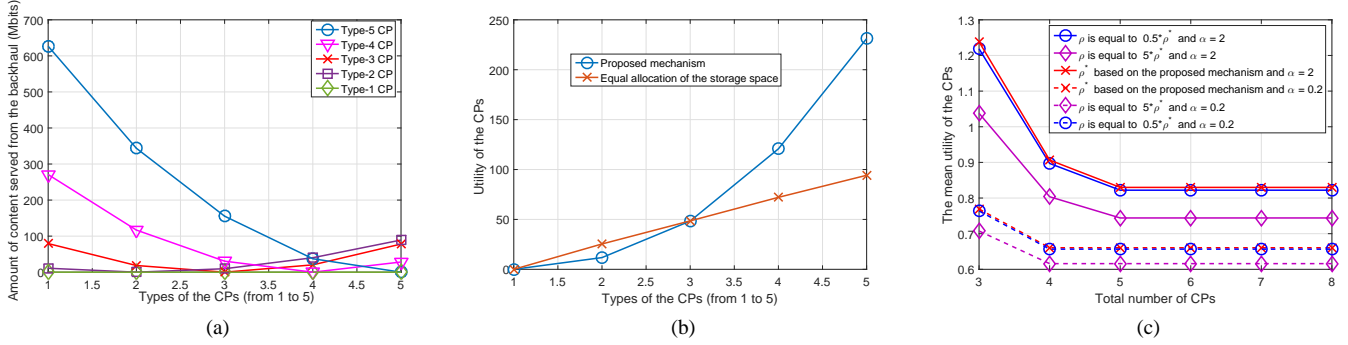 Amount of content served from the backhaul (Mbits)
700
600
500
400
300
200
100
0
1 1.5 2 2.5 3 3.5 4 4.5 5
Types of the CPs (from 1 to 5)
Type-5 CP
Type-4 CP
Type-3 CP
Type-2 CP
Type-1 CP
(a)
Utility of the CPs
250
200
150
100
50
0
1 1.5 2 2.5 3 3.5 4 4.5 5
Types of the CPs (from 1 to 5)
Proposed mechanism
Equal allocation of the storage space
(b)
The mean utility of the CPs
1.3
1.2
1.1
1
0.9
0.8
0.7
0.6
3 4 5 6 7 8
Total number of CPs
ρ is equal to 0.5*ρ* and α = 2
ρ is equal to 5*ρ* and α = 2
ρ* based on the proposed mechanism and α = 2
ρ* based on the proposed mechanism and α = 0.2
ρ is equal to 5*ρ* and α = 0.2
ρ is equal to 0.5*ρ* and α = 0.2
(c)